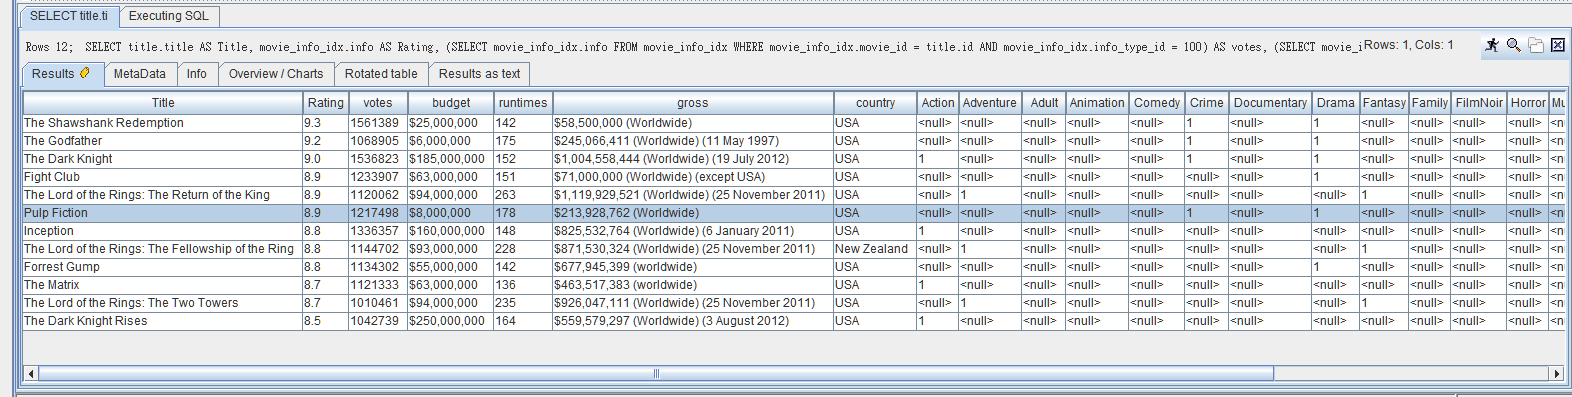 SELECT title.ti Executing SQL
Rows 12; SELECT title.title AS Title, movie_info_idx.info AS Rating, (SELECT movie_info_idx.info FROM movie_info_idx WHERE movie_info_idx.movie_id = title.id AND movie_info_idx.info_type_id = 100) AS votes, (SELECT movie_i Rows: 1, Cols: 1
Results MetaData Info Overview / Charts Rotated table Results as text
Title Rating votes budget runtimes gross country Action Adventure Adult Animation Comedy Crime Documentary Drama Fantasy Family FilmNoir Horror Mu
The Shawshank Redemption 9.3 1561389 $25,000,000 142 $58,500,000 (Worldwide) USA <null> <null> <null> <null> <null> 1 <null> 1 <null> <null> <null> <null> <nu
The Godfather 9.2 1068905 $6,000,000 175 $245,066,411 (Worldwide) (11 May 1997) USA <null> <null> <null> <null> <null> 1 <null> 1 <null> <null> <null> <null> <nu
The Dark Knight 9.0 1536823 $185,000,000 152 $1,004,558,444 (Worldwide) (19 July 2012) USA 1 <null> <null> <null> <null> 1 <null> 1 <null> <null> <null> <null> <nu
Fight Club 8.9 1233907 $63,000,000 151 $71,000,000 (Worldwide) (except USA) USA <null> <null> <null> <null> <null> <null> <null> 1 <null> <null> <null> <null> <nu
The Lord of the Rings: The Return of the King 8.9 1120062 $94,000,000 263 $1,119,929,521 (Worldwide) (25 November 2011) USA <null> 1 <null> <null> <null> <null> <null> <null> 1 <null> <null> <null> <nu
Pulp Fiction 8.9 1217498 $8,000,000 178 $213,928,762 (Worldwide) USA <null> <null> <null> <null> <null> 1 <null> 1 <null> <null> <null> <null> <nu
Inception 8.8 1336357 $160,000,000 148 $825,532,764 (Worldwide) (6 January 2011) USA 1 <null> <null> <null> <null> <null> <null> <null> <null> <null> <null> <null> <nu
The Lord of the Rings: The Fellowship of the Ring 8.8 1144702 $93,000,000 228 $871,530,324 (Worldwide) (25 November 2011) New Zealand <null> 1 <null> <null> <null> <null> <null> <null> 1 <null> <null> <null> <nu
Forrest Gump 8.8 1134302 $55,000,000 142 $677,945,399 (worldwide) USA <null> <null> <null> <null> <null> <null> <null> 1 <null> <null> <null> <null> <nu
The Matrix 8.7 1121333 $63,000,000 136 $463,517,383 (worldwide) USA 1 <null> <null> <null> <null> <null> <null> <null> <null> <null> <null> <null> <nu
The Lord of the Rings: The Two Towers 8.7 1010461 $94,000,000 235 $926,047,111 (Worldwide) (25 November 2011) USA <null> 1 <null> <null> <null> <null> <null> <null> 1 <null> <null> <null> <nu
The Dark Knight Rises 8.5 1042739 $250,000,000 164 $559,579,297 (Worldwide) (3 August 2012) USA 1 <null> <null> <null> <null> <null> <null> <null> <null> <null> <null> <null> <nu